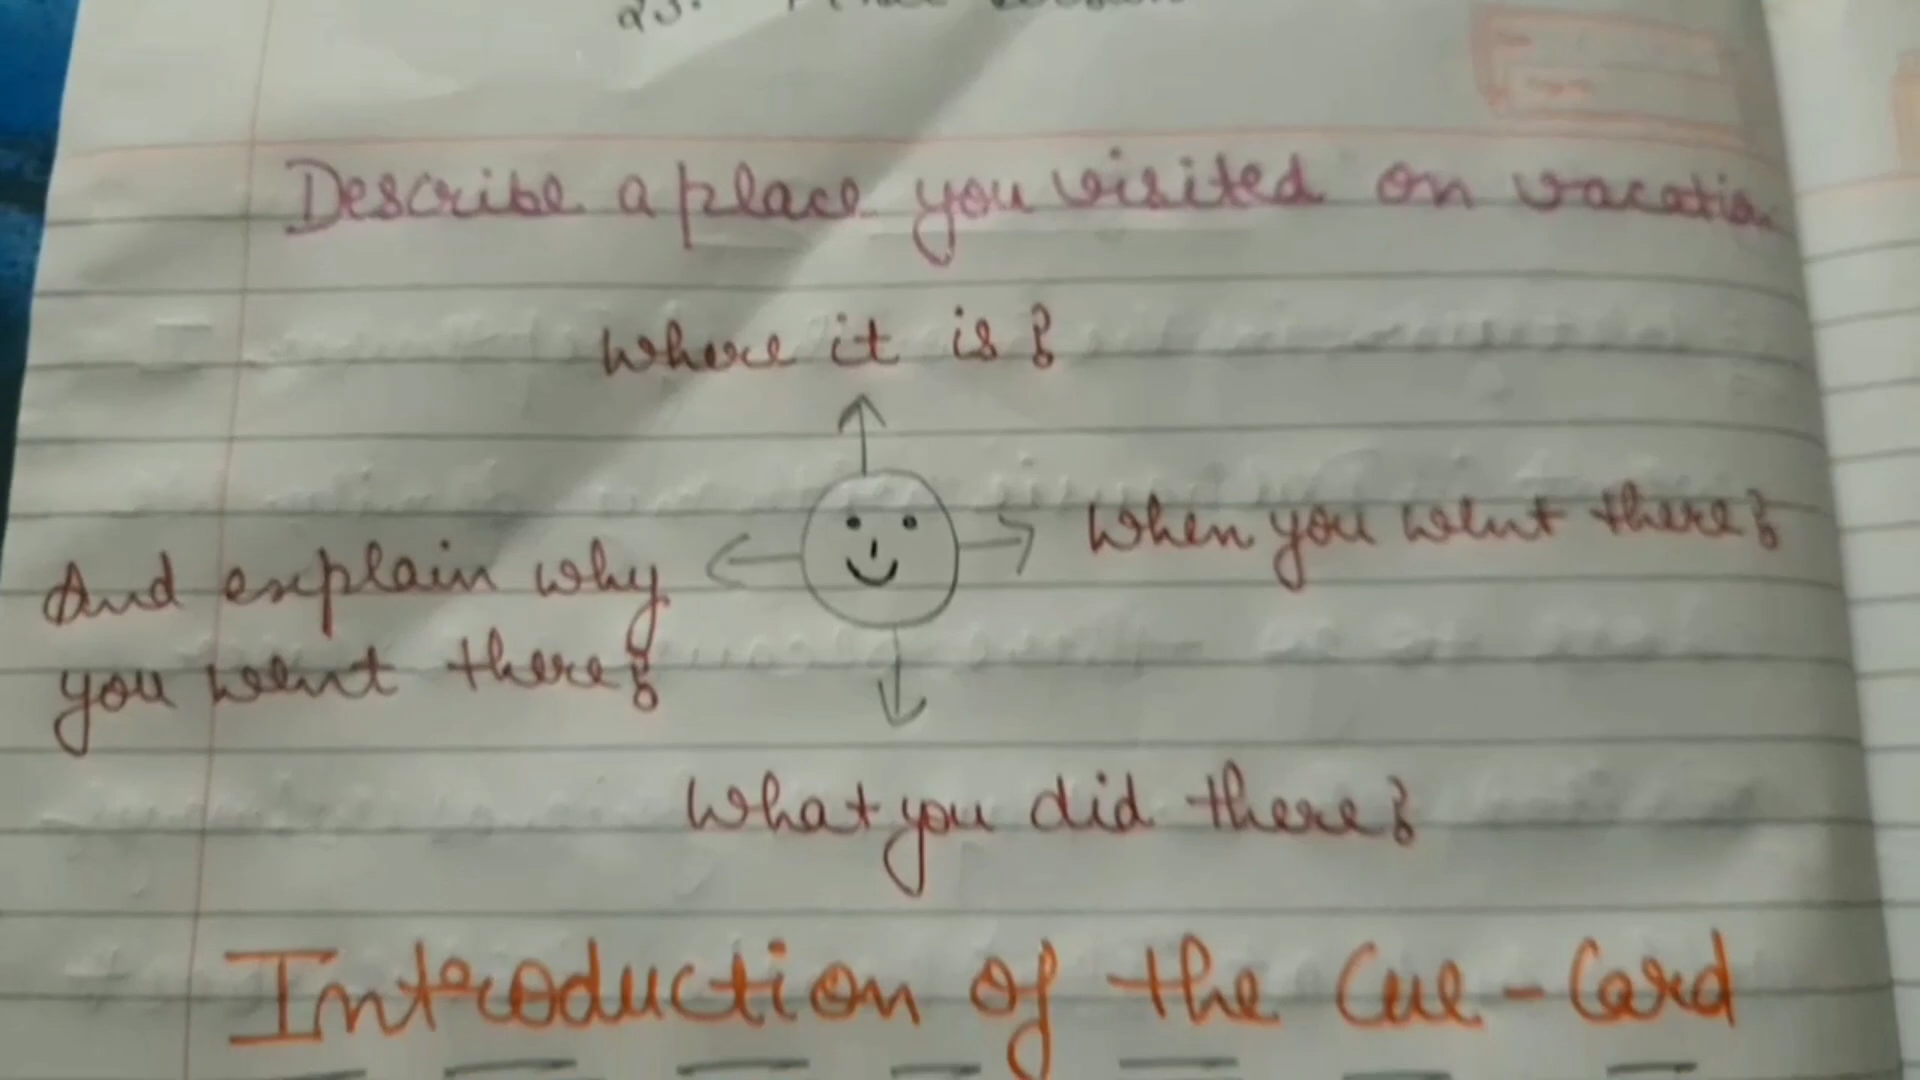 Describe a place you visited on vacation
Where it is?
When you went there?
And explain why
you went there?
What you did there?
Introduction of the Cue-Card